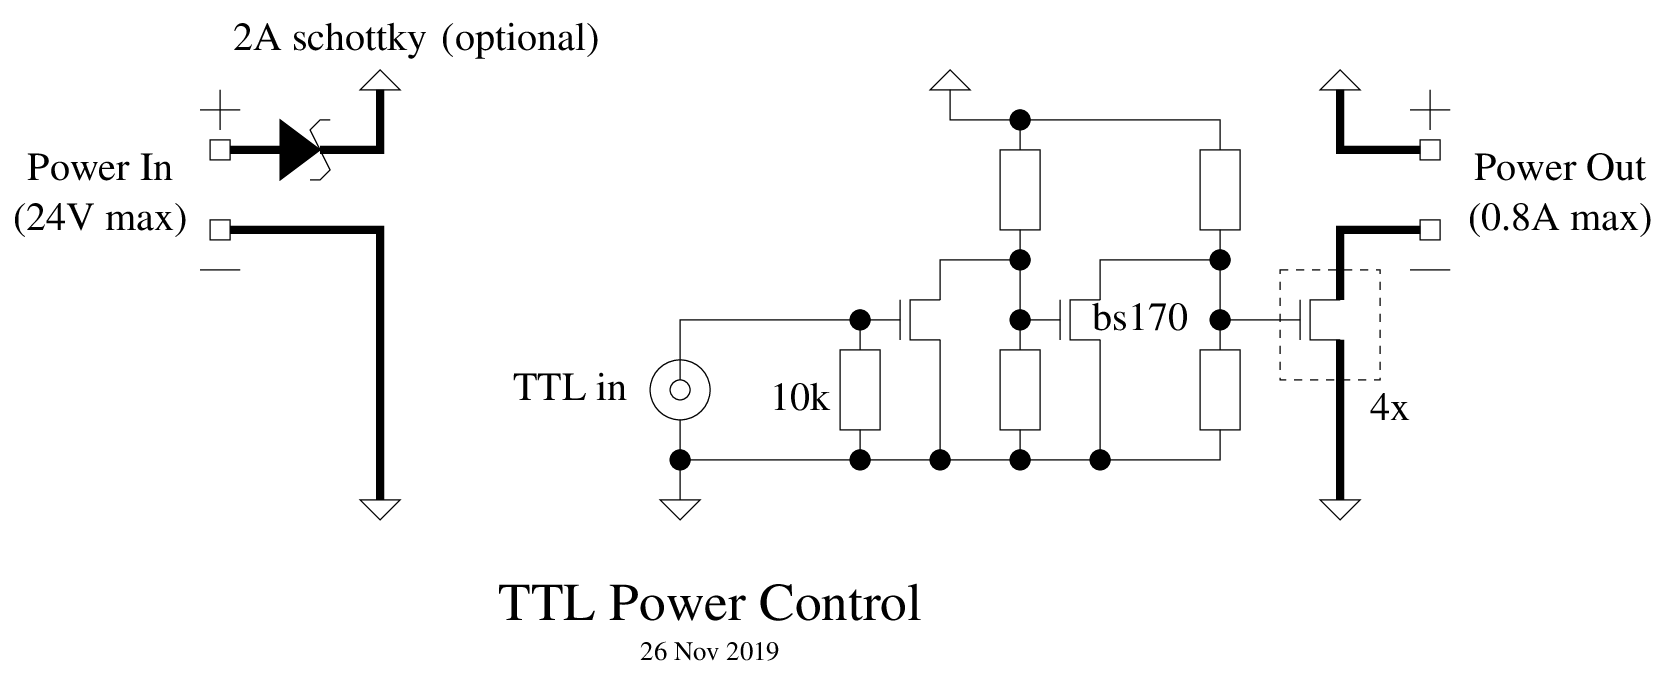 2A schottky (optional)
Power In
(24V max)
Power Out
(0.8A max)
bs170
TTL in
10k
4x
TTL Power Control
26 Nov 2019